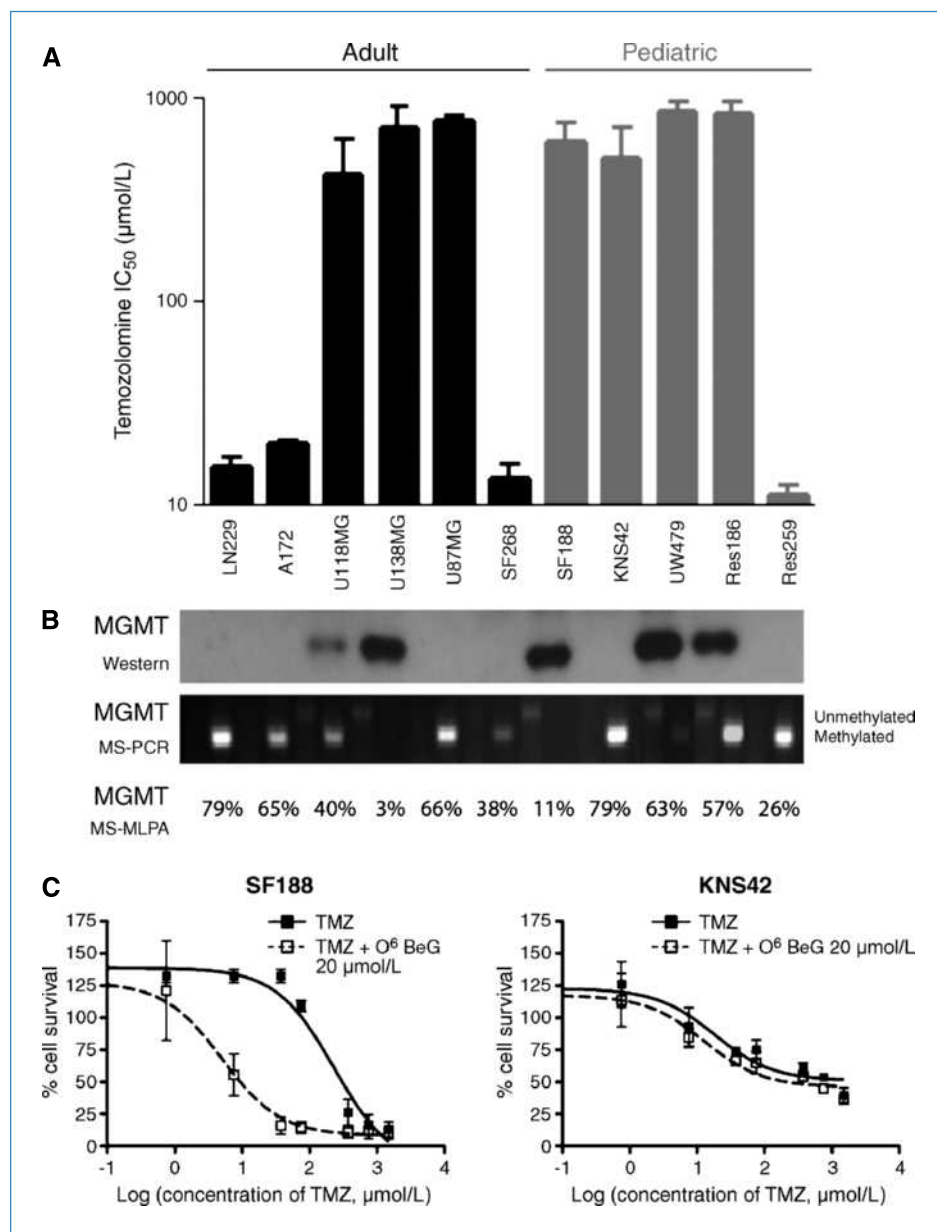 A
Adult
Pediatric
Temozolomine IC50 (µmol/L)
1000
100
10
LN229
A172
U118MG
U138MG
U87MG
SF268
SF188
KNS42
UW479
Res186
Res259
B
MGMT
Western
MGMT
MS-PCR
Unmethylated
Methylated
MGMT
MS-MLPA
79% 65% 40% 3% 66% 38% 11% 79% 63% 57% 26%
C
SF188
TMZ
TMZ + O6 BeG
20 µmol/L
% cell survival
175
150
125
100
75
50
25
0
-1 0 1 2 3 4
Log (concentration of TMZ, µmol/L)
KNS42
TMZ
TMZ + O6 BeG 20 µmol/L
% cell survival
175
150
125
100
75
50
25
0
-1 0 1 2 3 4
Log (concentration of TMZ, µmol/L)